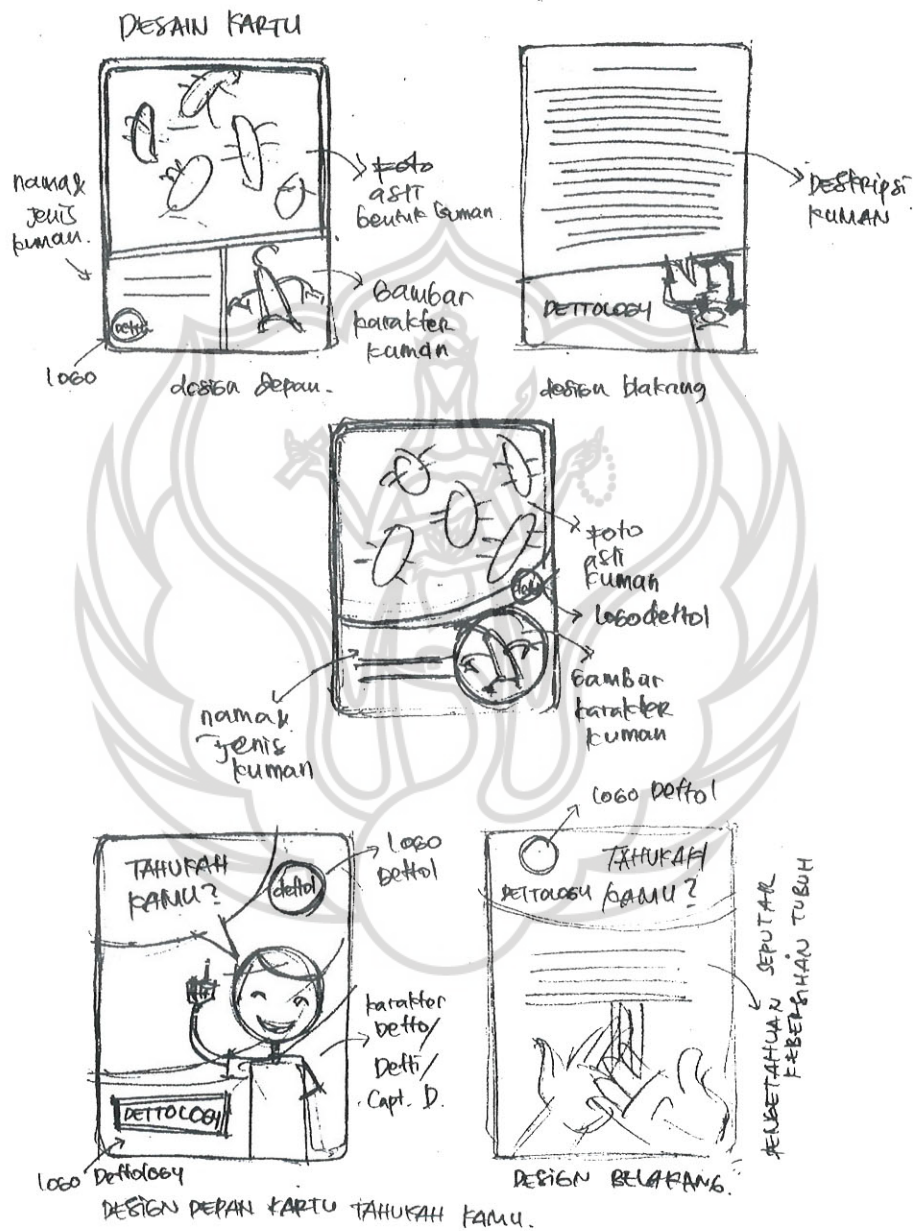 DESAIN KARTU
nama &
jenis
kuman.
Foto
asli
bentuk kuman.
Gambar
karakter
kuman
Dettol
LOGO
design depan.
DESKRIPSI
KUMAN
DETTOLOGY
design blakang
Foto
asli
kuman
dettol
Logo dettol
Gambar
karakter
kuman
nama &
Jenis
kuman
TAHUKAH
KAMU?
dettol
LOGO
Dettol
karakter
Detto/
Detti/
Capt. D.
DETTOLOGY
LOGO Dettology
DESIGN DEPAN KARTU TAHUKAH KAMU.
LOGO Dettol
TAHUKAH
KAMU?
DETTOLOGY
PENGETAHUAN SEPUTAR
KEBERSIHAN TUBUH
DESIGN BELAKANG.